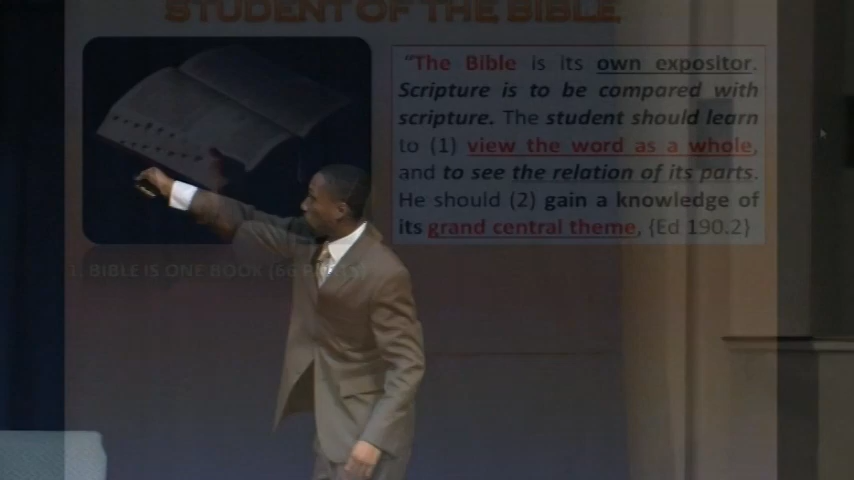 STUDENT OF THE BIBLE
"The Bible is its own expositor.
Scripture is to be compared with
scripture. The student should learn
to (1) view the word as a whole,
and to see the relation of its parts.
He should (2) gain a knowledge of
its grand central theme, {Ed 190.2}
1. BIBLE IS ONE BOOK (66 PARTS)